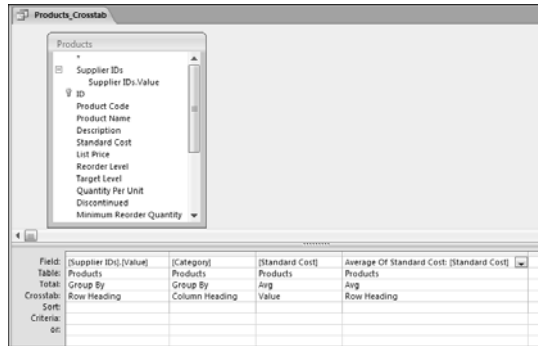 Products_Crosstab
Products
*
Supplier IDs
Supplier IDs.Value
ID
Product Code
Product Name
Description
Standard Cost
List Price
Reorder Level
Target Level
Quantity Per Unit
Discontinued
Minimum Reorder Quantity
Field: [Supplier IDs].[Value] [Category] [Standard Cost] Average Of Standard Cost: [Standard Cost]
Table: Products Products Products Products
Total: Group By Group By Avg Avg
Crosstab: Row Heading Column Heading Value Row Heading
Sort:
Criteria:
or: